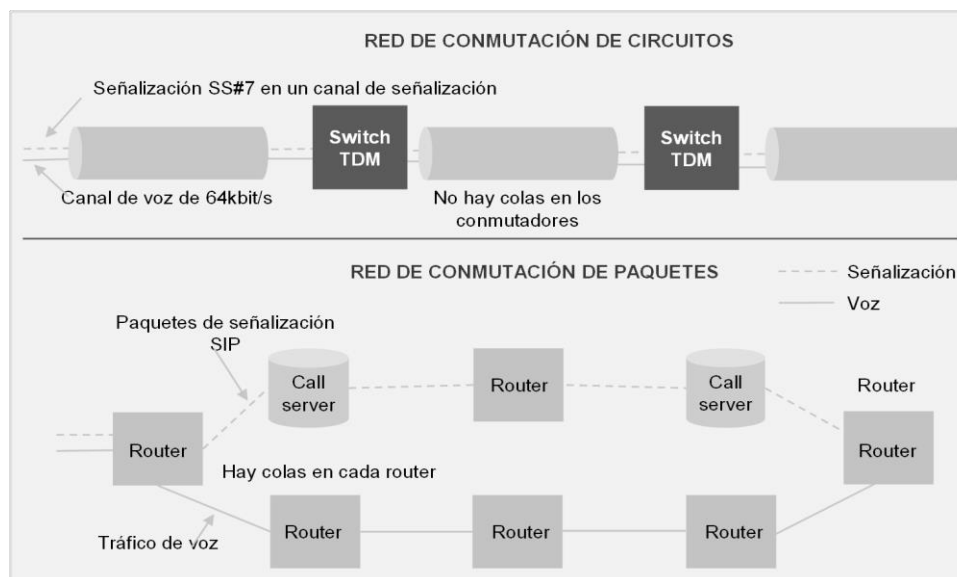 RED DE CONMUTACIÓN DE CIRCUITOS
Señalización SS#7 en un canal de señalización
Switch
TDM
Switch
TDM
Canal de voz de 64kbit/s
No hay colas en los
conmutadores
RED DE CONMUTACIÓN DE PAQUETES
Señalización
Voz
Paquetes de señalización
SIP
Call
server
Router
Call
server
Router
Router
Router
Hay colas en cada router
Router
Router
Router
Tráfico de voz